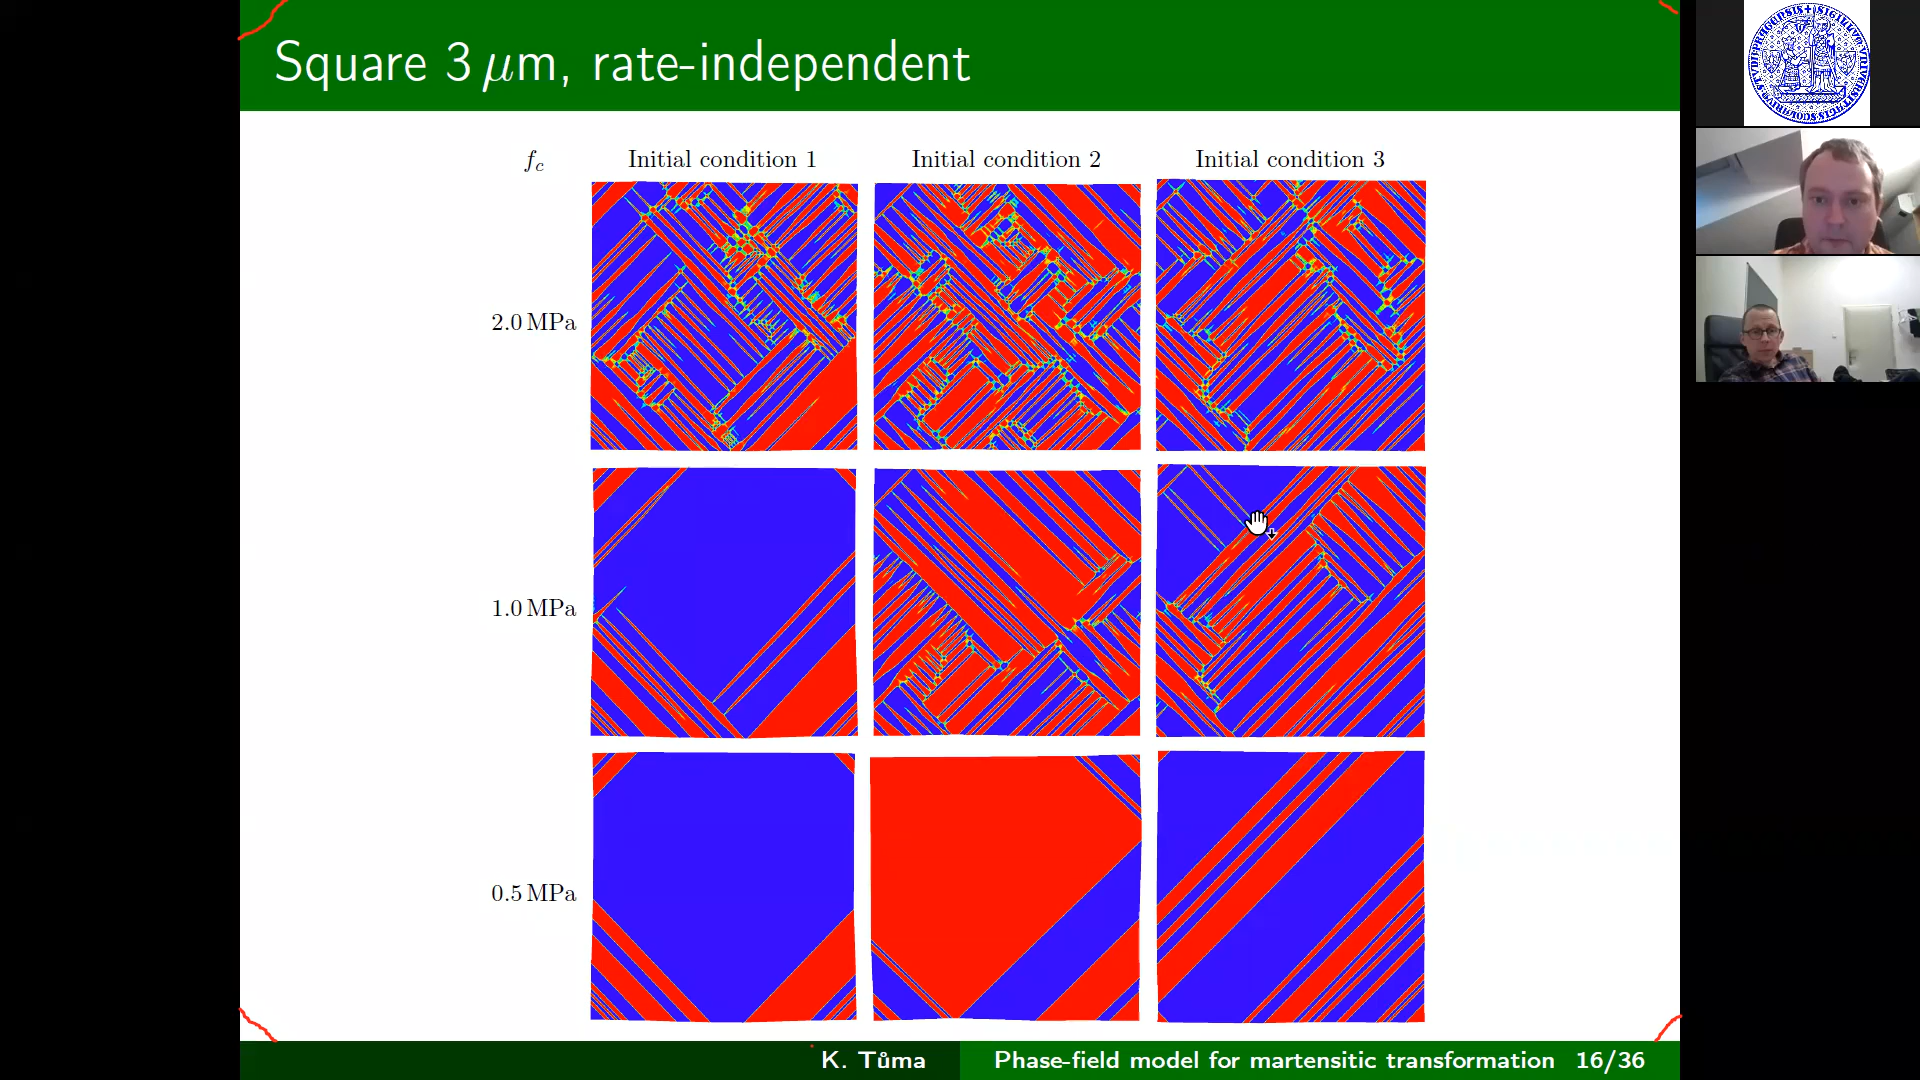 Square 3 μm, rate-independent
f_c Initial condition 1 Initial condition 2 Initial condition 3
2.0 MPa
1.0 MPa
0.5 MPa
K. Tůma Phase-field model for martensitic transformation 16/36